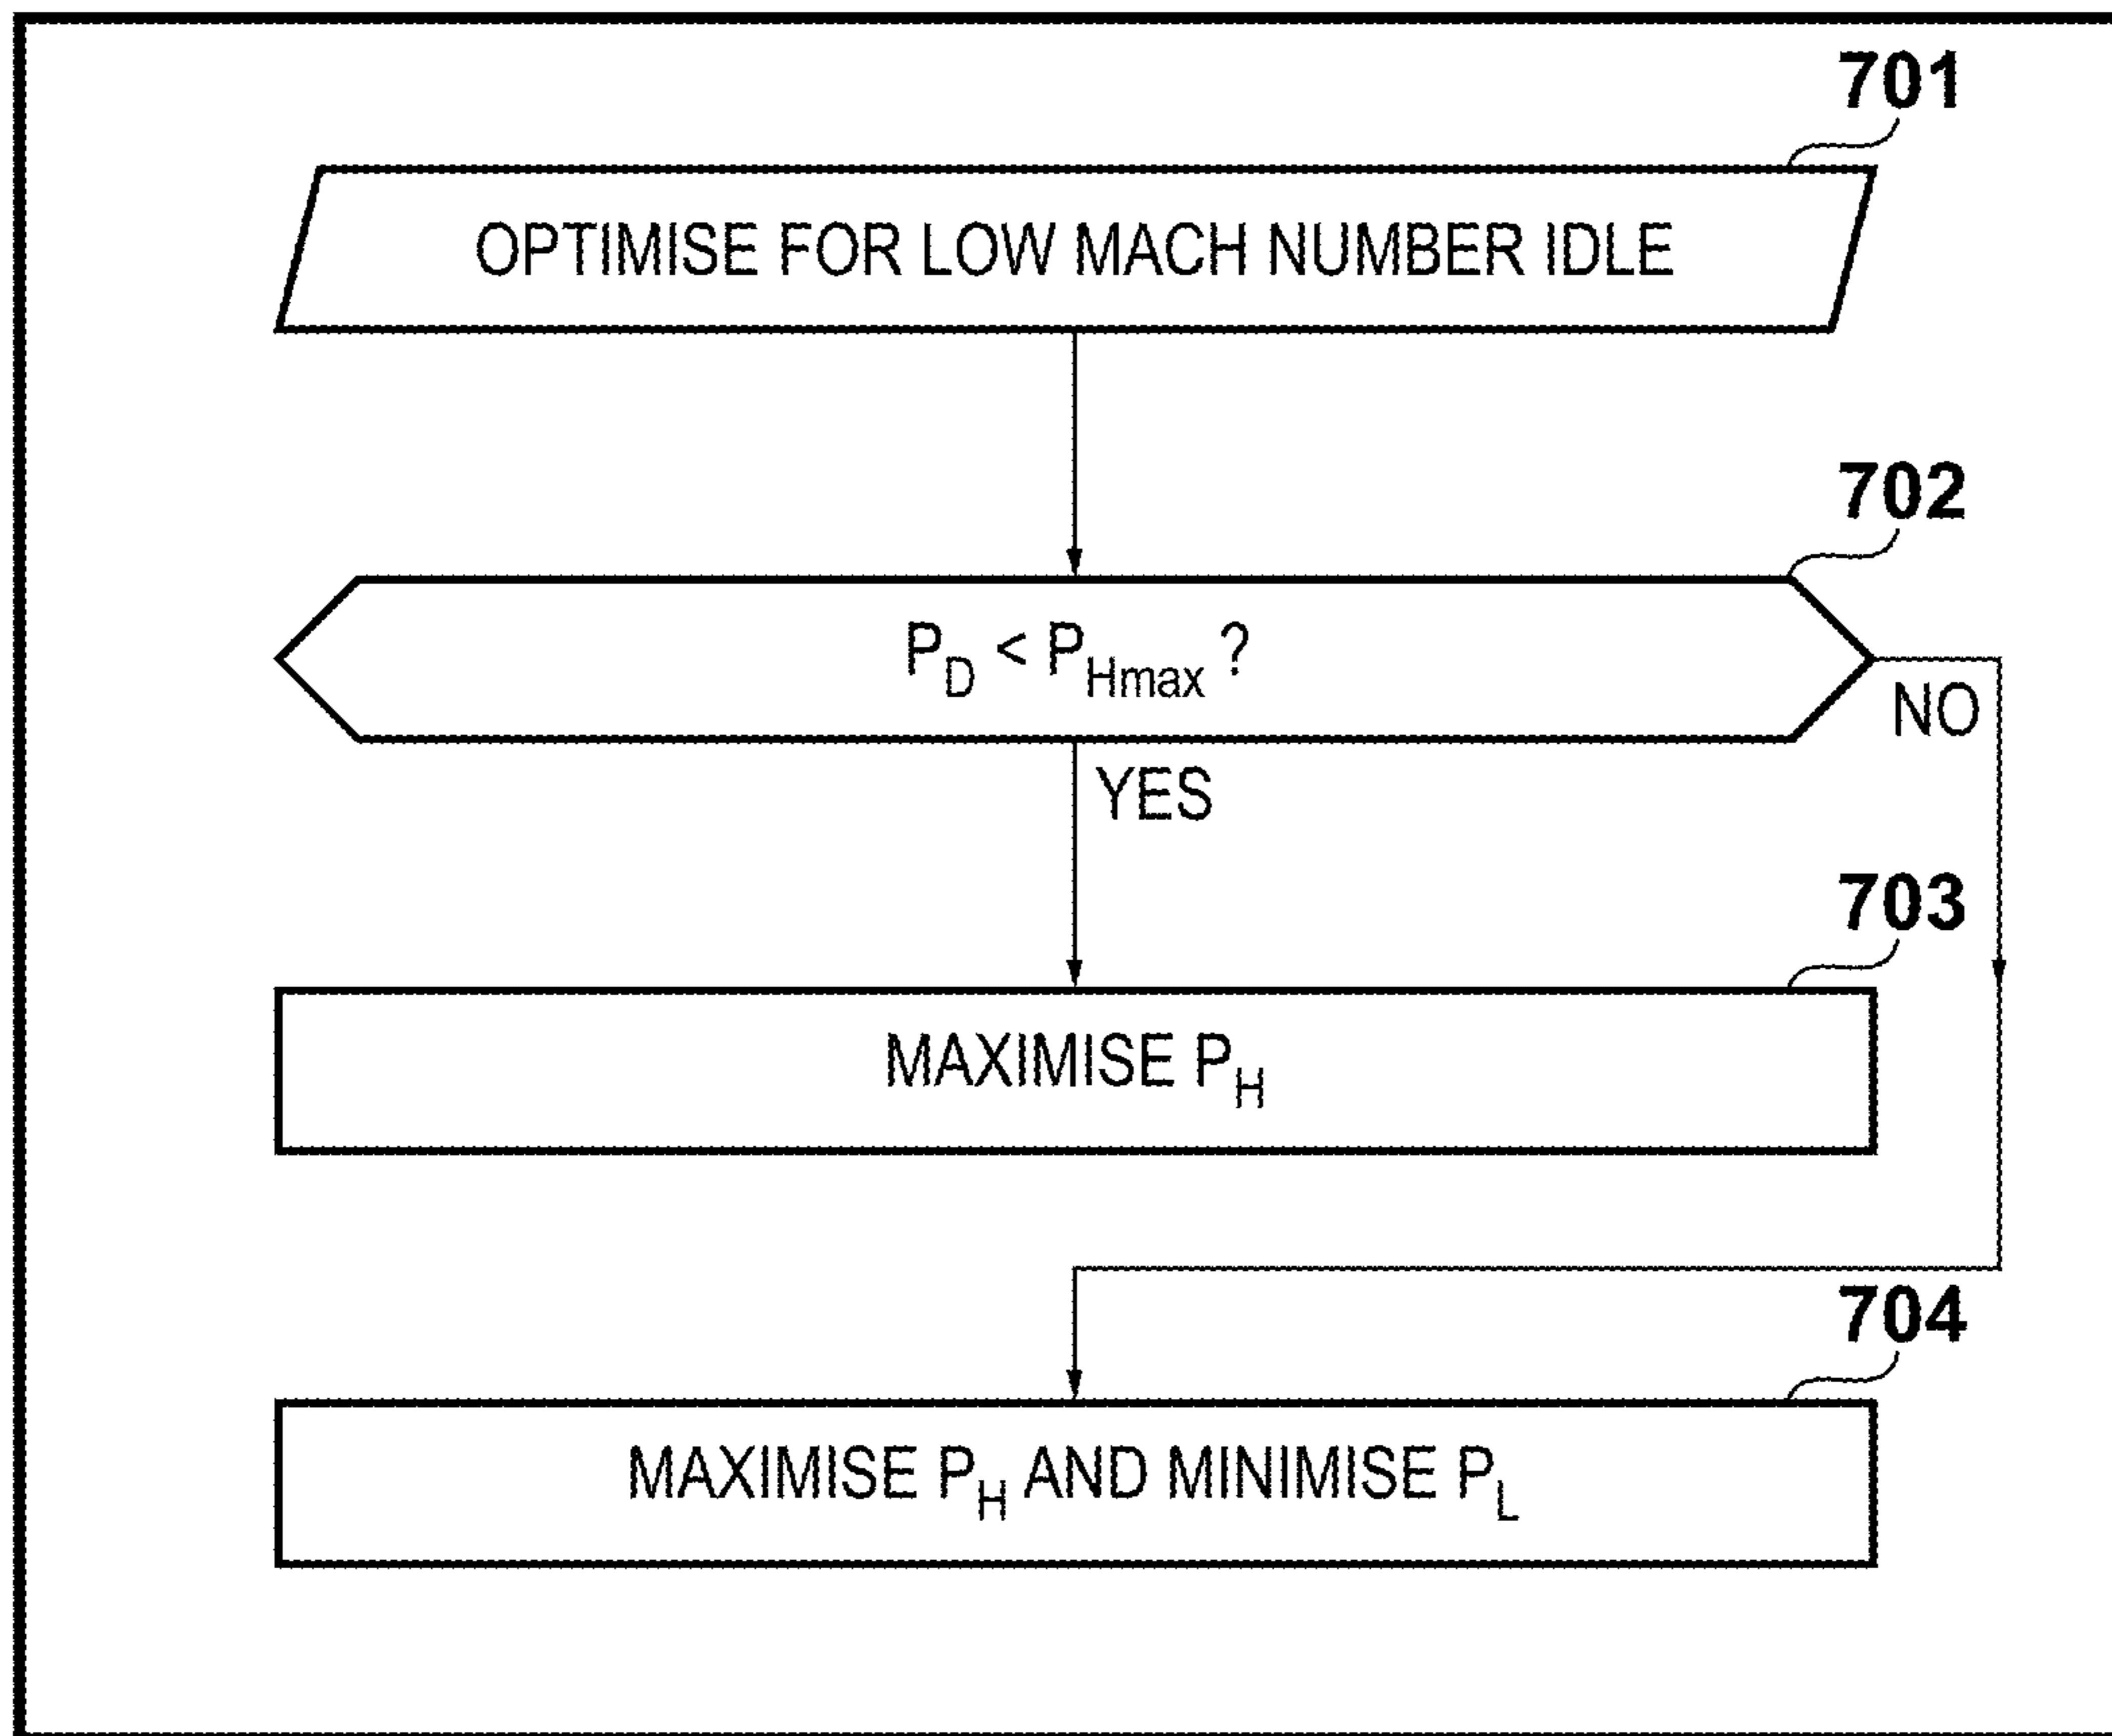 701
OPTIMISE FOR LOW MACH NUMBER IDLE
702
P_D < P_Hmax ?
NO
YES
703
MAXIMISE P_H
704
MAXIMISE P_H AND MINIMISE P_L